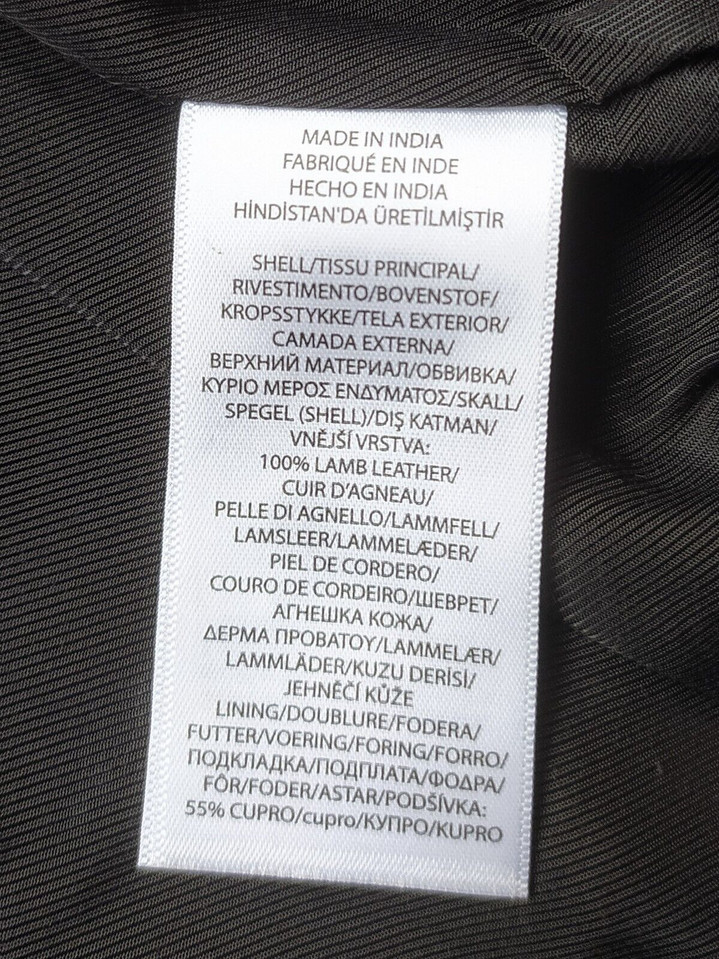 MADE IN INDIA
FABRIQUÉ EN INDE
HECHO EN INDIA
HİNDİSTAN'DA ÜRETİLMİŞTİR
SHELL/TISSU PRINCIPAL/
RIVESTIMENTO/BOVENSTOF/
KROPSSTYKKE/TELA EXTERIOR/
CAMADA EXTERNA/
ВЕРХНИЙ МАТЕРИАЛ/ОБВИВКА/
ΚΥΡΙΟ ΜΕΡΟΣ ΕΝΔΥΜΑΤΟΣ/SKALL/
SPEGEL (SHELL)/DIŞ KATMAN/
VNĚJŠÍ VRSTVA:
100% LAMB LEATHER/
CUIR D’AGNEAU/
PELLE DI AGNELLO/LAMMFELL/
LAMSLEER/LAMMELÆDER/
PIEL DE CORDERO/
COURO DE CORDEIRO/ШЕВРЕТ/
АГНЕШКА КОЖА/
ΔΕΡΜΑ ΠΡΟΒΑΤΟΥ/LAMMELÆR/
LAMMLÄDER/KUZU DERİSİ/
JEHNĚČÍ KŮŽE
LINING/DOUBLURE/FODERA/
FUTTER/VOERING/FORING/FORRO/
ПОДКЛАДКА/ПОДПЛАТА/ΦΟΔΡΑ/
FÔR/FODER/ASTAR/PODŠÍVKA:
55% CUPRO/cupro/КУПРО/KUPRO